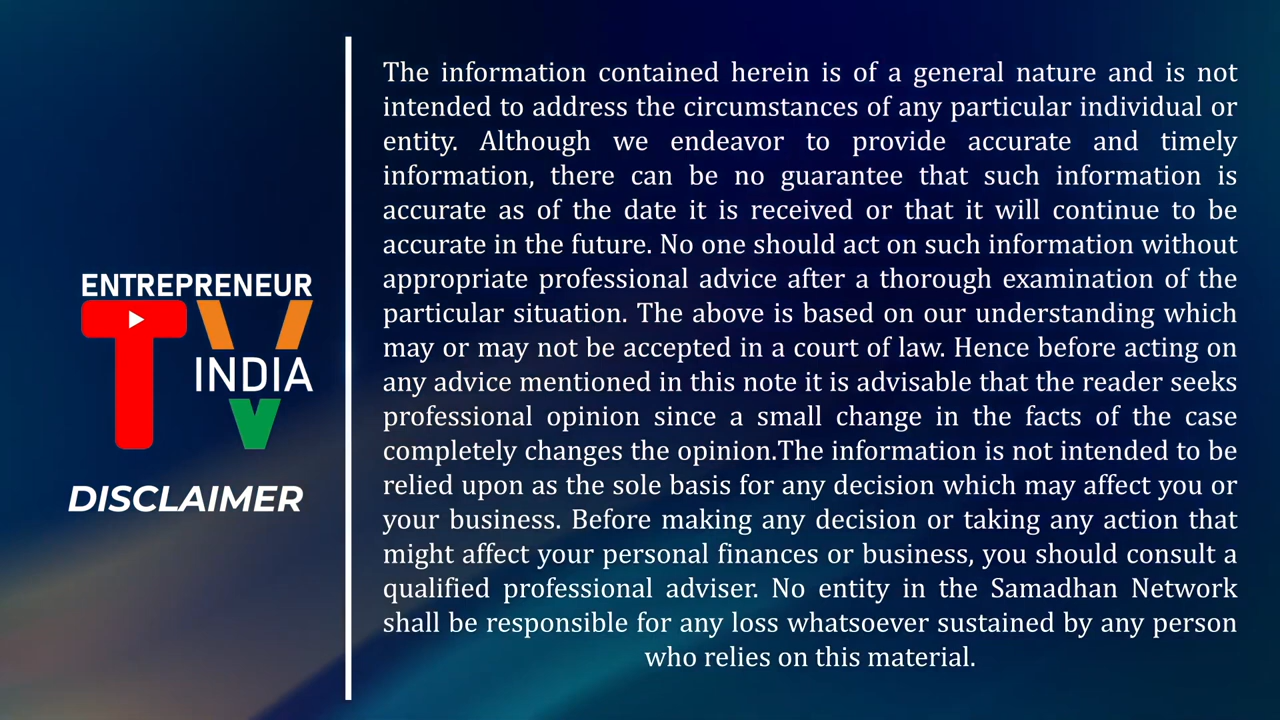 ENTREPRENEUR
TV
INDIA
DISCLAIMER
The information contained herein is of a general nature and is not
intended to address the circumstances of any particular individual or
entity. Although we endeavor to provide accurate and timely
information, there can be no guarantee that such information is
accurate as of the date it is received or that it will continue to be
accurate in the future. No one should act on such information without
appropriate professional advice after a thorough examination of the
particular situation. The above is based on our understanding which
may or may not be accepted in a court of law. Hence before acting on
any advice mentioned in this note it is advisable that the reader seeks
professional opinion since a small change in the facts of the case
completely changes the opinion.The information is not intended to be
relied upon as the sole basis for any decision which may affect you or
your business. Before making any decision or taking any action that
might affect your personal finances or business, you should consult a
qualified professional adviser. No entity in the Samadhan Network
shall be responsible for any loss whatsoever sustained by any person
who relies on this material.